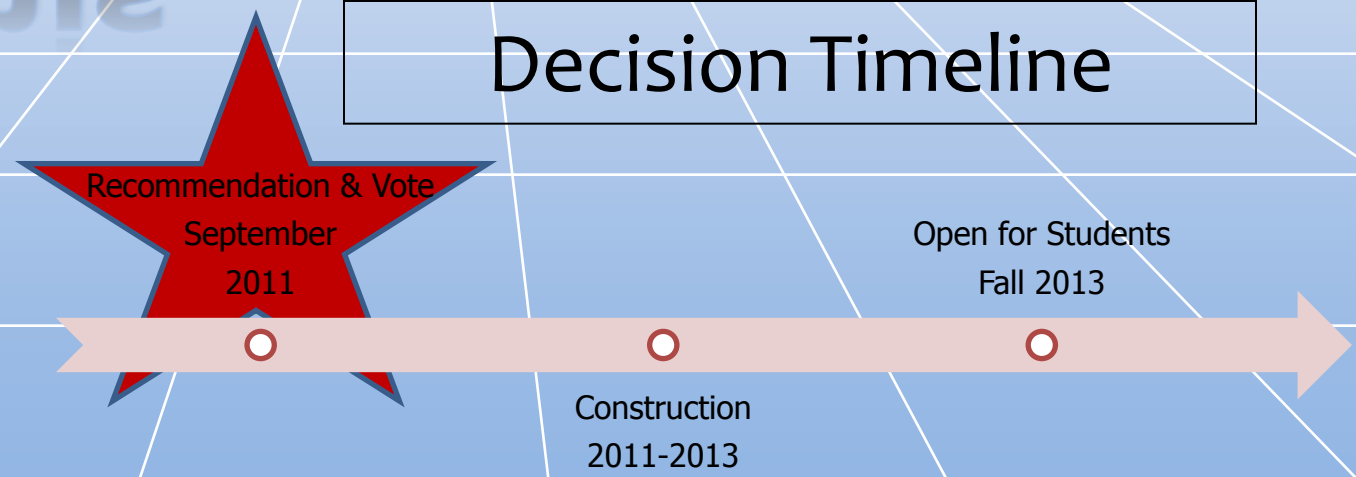 Decision Timeline
Recommendation & Vote
September
2011
Construction
2011-2013
Open for Students
Fall 2013